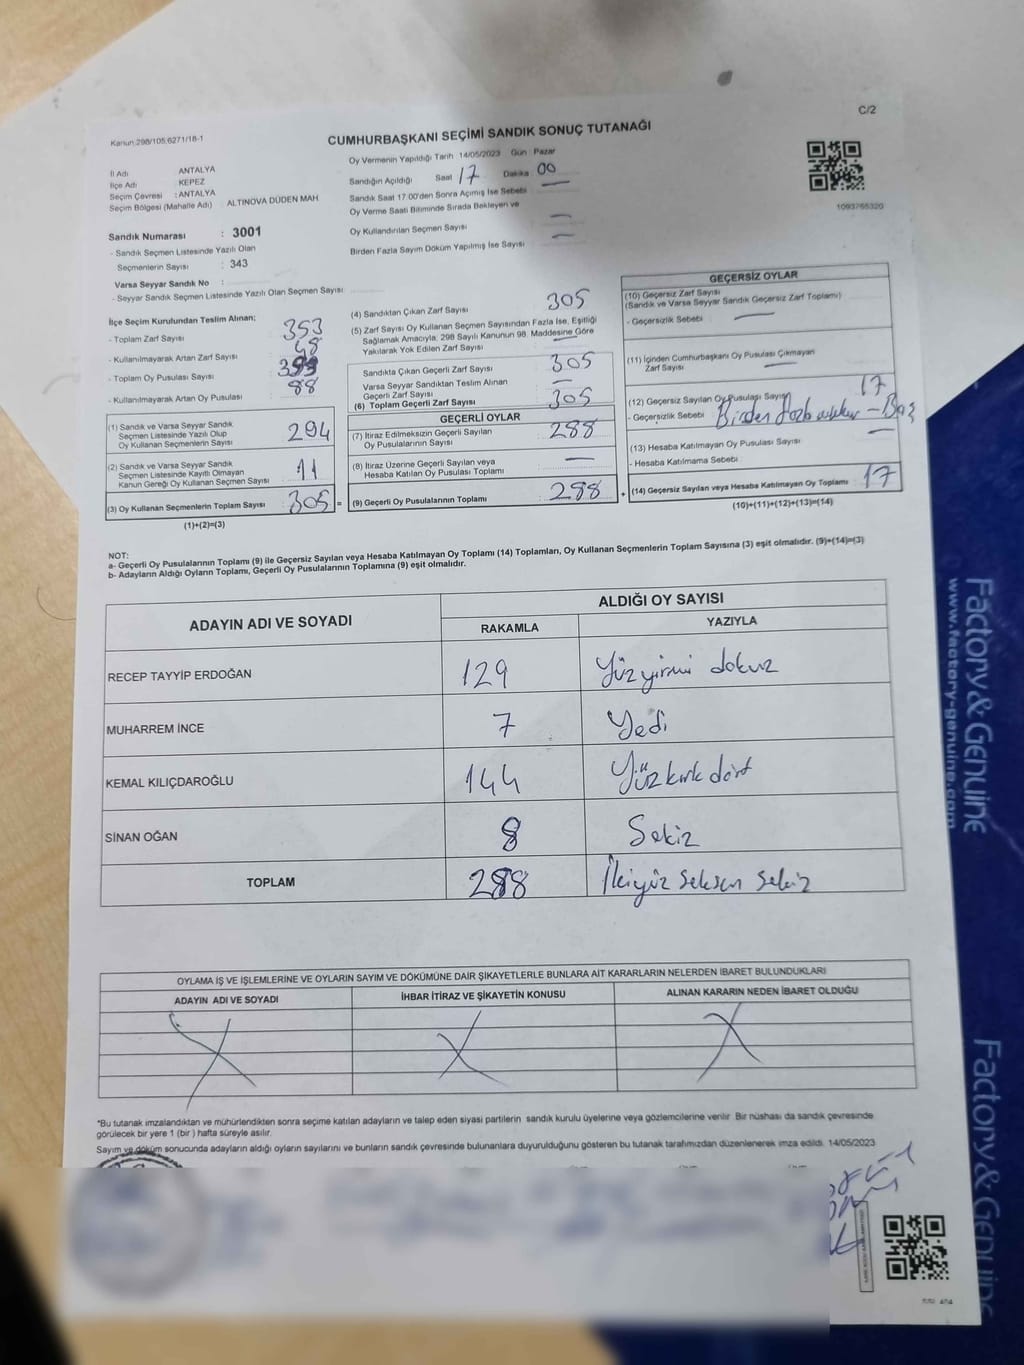 C/2
Kanun:298/105;6271/18-1
CUMHURBAŞKANI SEÇİMİ SANDIK SONUÇ TUTANAĞI
İl Adı ANTALYA
İlçe Adı : KEPEZ
Seçim Çevresi : ANTALYA
Seçim Bölgesi (Mahalle Adı) : ALTINOVA DÜDEN MAH.
Oy Vermenin Yapıldığı Tarih 14/05/2023 Gün Pazar
Sandığın Açıldığı Saat 17 Dakika 00
Sandık Saat 17.00'den Sonra Açılmış İse Sebebi —
Oy Verme Saati Bitiminde Sırada Bekleyen ve
Oy Kullandırılan Seçmen Sayısı —
Birden Fazla Sayım Döküm Yapılmış İse Sayısı —
1093765320
Sandık Numarası : 3001
- Sandık Seçmen Listesinde Yazılı Olan
Seçmenlerin Sayısı : 343
Varsa Seyyar Sandık No :
- Seyyar Sandık Seçmen Listesinde Yazılı Olan Seçmen Sayısı:
İlçe Seçim Kurulundan Teslim Alınan;
- Toplam Zarf Sayısı 353
- Kullanılmayarak Artan Zarf Sayısı 48
- Toplam Oy Pusulası Sayısı
- Kullanılmayarak Artan Oy Pusulası 88
(1) Sandık ve Varsa Seyyar Sandık
Seçmen Listesinde Yazılı Olup
Oy Kullanan Seçmenlerin Sayısı 294
(2) Sandık ve Varsa Seyyar Sandık
Seçmen Listesinde Kayıtlı Olmayan
Kanun Gereği Oy Kullanan Seçmen Sayısı 11
(3) Oy Kullanan Seçmenlerin Toplam Sayısı 305 =
(1)+(2)=(3)
(4) Sandıktan Çıkan Zarf Sayısı 305
(5) Zarf Sayısı Oy Kullanan Seçmen Sayısından Fazla İse, Eşitliği
Sağlamak Amacıyla; 298 Sayılı Kanunun 98. Maddesine Göre
Yakılarak Yok Edilen Zarf Sayısı —
Sandıkta Çıkan Geçerli Zarf Sayısı 305
Varsa Seyyar Sandıktan Teslim Alınan
Geçerli Zarf Sayısı —
(6) Toplam Geçerli Zarf Sayısı 305
GEÇERLİ OYLAR
(7) İtiraz Edilmeksizin Geçerli Sayılan
Oy Pusulalarının Sayısı 288
(8) İtiraz Üzerine Geçerli Sayılan veya
Hesaba Katılan Oy Pusulası Toplamı —
(9) Geçerli Oy Pusulalarının Toplamı 288 +
GEÇERSİZ OYLAR
(10) Geçersiz Zarf Sayısı
(Sandık ve Varsa Seyyar Sandık Geçersiz Zarf Toplamı)
- Geçersizlik Sebebi : —
(11) İçinden Cumhurbaşkanı Oy Pusulası Çıkmayan
Zarf Sayısı —
(12) Geçersiz Sayılan Oy Pusulası Sayısı 17
- Geçersizlik Sebebi : Birden
(13) Hesaba Katılmayan Oy Pusulası Sayısı —
- Hesaba Katılmama Sebebi :
(14) Geçersiz Sayılan veya Hesaba Katılmayan Oy Toplamı 17
(10)+(11)+(12)+(13)=(14)
NOT:
a- Geçerli Oy Pusulalarının Toplamı (9) ile Geçersiz Sayılan veya Hesaba Katılmayan Oy Toplamı (14) Toplamları, Oy Kullanan Seçmenlerin Toplam Sayısına (3) eşit olmalıdır. (9)+(14)=(3)
b- Adayların Aldığı Oyların Toplamı, Geçerli Oy Pusulalarının Toplamına (9) eşit olmalıdır.
ADAYIN ADI VE SOYADI ALDIĞI OY SAYISI
RAKAMLA YAZIYLA
RECEP TAYYİP ERDOĞAN 129 Yüz yirmi dokuz
MUHARREM İNCE 7 Yedi
KEMAL KILIÇDAROĞLU 144 Yüz kırk dört
SİNAN OĞAN 8 Sekiz
TOPLAM 288 İkiyüz seksen sekiz
OYLAMA İŞ VE İŞLEMLERİNE VE OYLARIN SAYIM VE DÖKÜMÜNE DAİR ŞİKAYETLERLE BUNLARA AİT KARARLARIN NELERDEN İBARET BULUNDUKLARI
ADAYIN ADI VE SOYADI İHBAR İTİRAZ VE ŞİKAYETİN KONUSU ALINAN KARARIN NEDEN İBARET OLDUĞU
*Bu tutanak imzalandıktan ve mühürlendikten sonra seçime katılan adayların ve talep eden siyasi partilerin sandık kurulu üyelerine veya gözlemcilerine verilir. Bir nüshası da sandık çevresinde
görülecek bir yere 1 (bir) hafta süreyle asılır.
Sayım ve döküm sonucunda adayların aldığı oyların sayılarını ve bunların sandık çevresinde bulunanlara duyurulduğunu gösteren bu tutanak tarafımızdan düzenlenerek imza edildi. 14/05/2023
Factory & Genuine
www.factory-genuine.com
Factory & Genuine